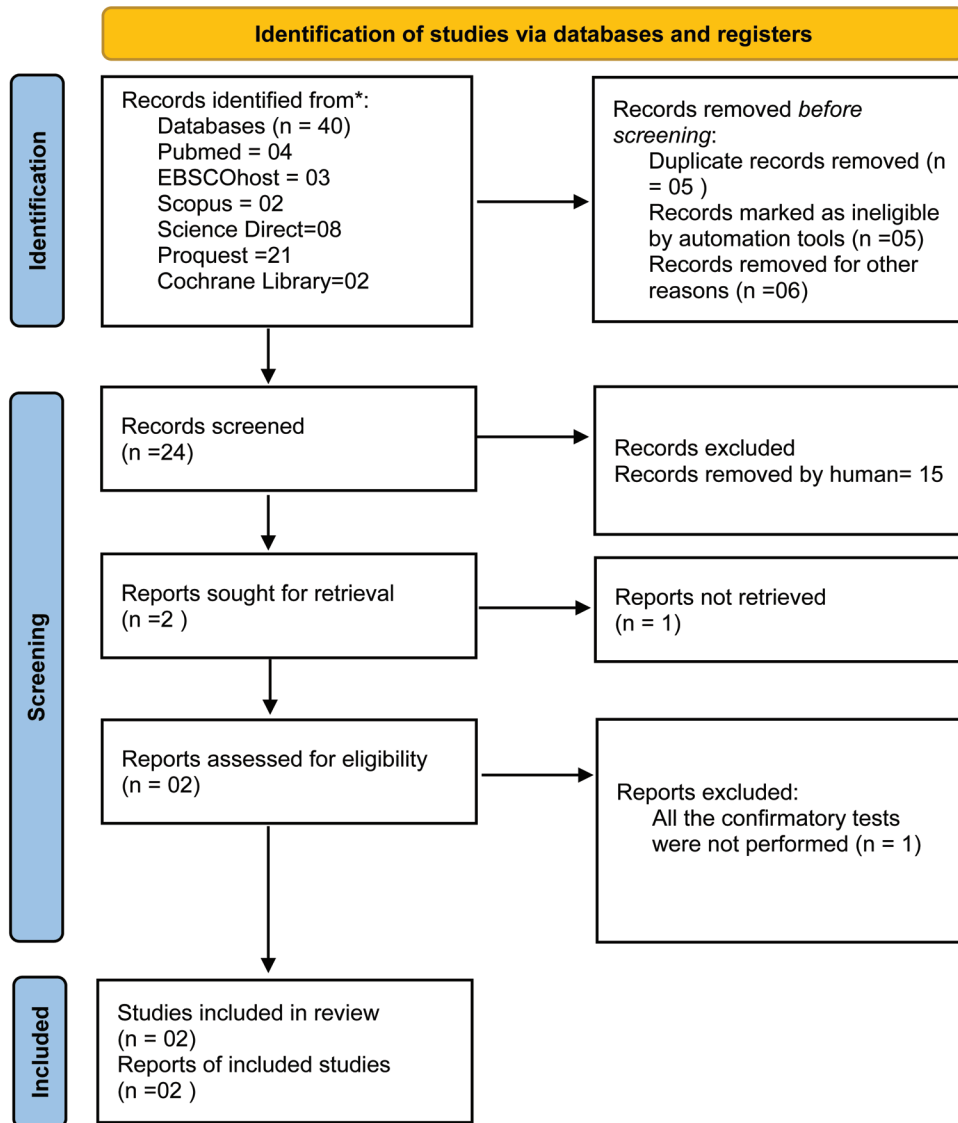 Identification of studies via databases and registers
Identification
Records identified from*:
Databases (n = 40)
Pubmed = 04
EBSCOhost = 03
Scopus = 02
Science Direct=08
Proquest =21
Cochrane Library=02
Records removed before
screening:
Duplicate records removed (n
= 05 )
Records marked as ineligible
by automation tools (n =05)
Records removed for other
reasons (n =06)
Screening
Records screened
(n =24)
Records excluded
Records removed by human= 15
Reports sought for retrieval
(n =2 )
Reports not retrieved
(n = 1)
Reports assessed for eligibility
(n = 02)
Reports excluded:
All the confirmatory tests
were not performed (n = 1)
Included
Studies included in review
(n = 02)
Reports of included studies
(n =02 )